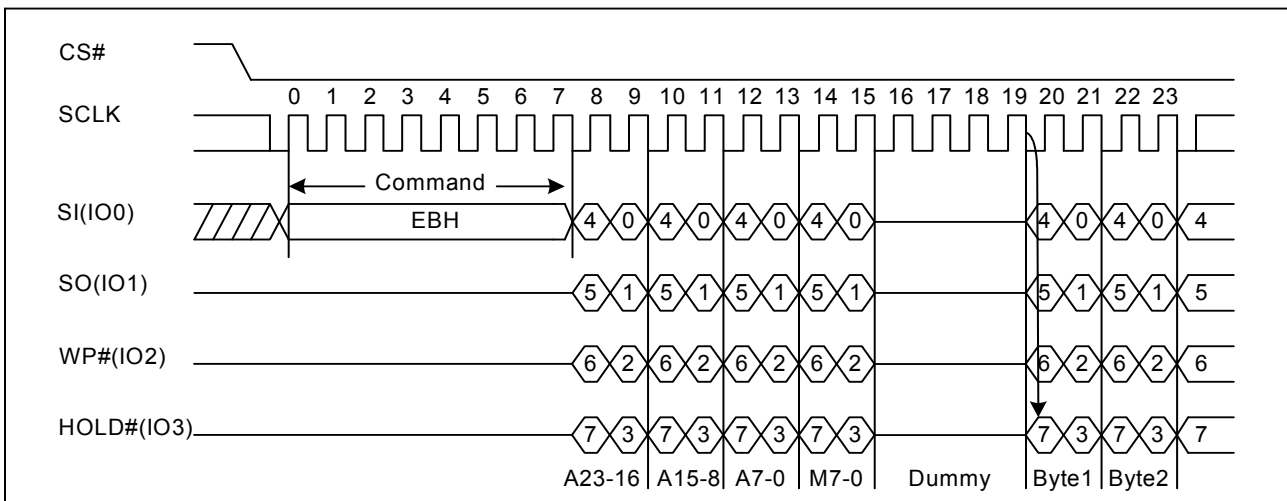 CS#
0 1 2 3 4 5 6 7 8 9 10 11 12 13 14 15 16 17 18 19 20 21 22 23
SCLK
Command
SI(IO0) EBH 4 0 4 0 4 0 4 0 4 0 4 0 4
SO(IO1) 5 1 5 1 5 1 5 1 5 1 5 1 5
WP#(IO2) 6 2 6 2 6 2 6 2 6 2 6 2 6
HOLD#(IO3) 7 3 7 3 7 3 7 3 7 3 7 3 7
A23-16 A15-8 A7-0 M7-0 Dummy Byte1 Byte2